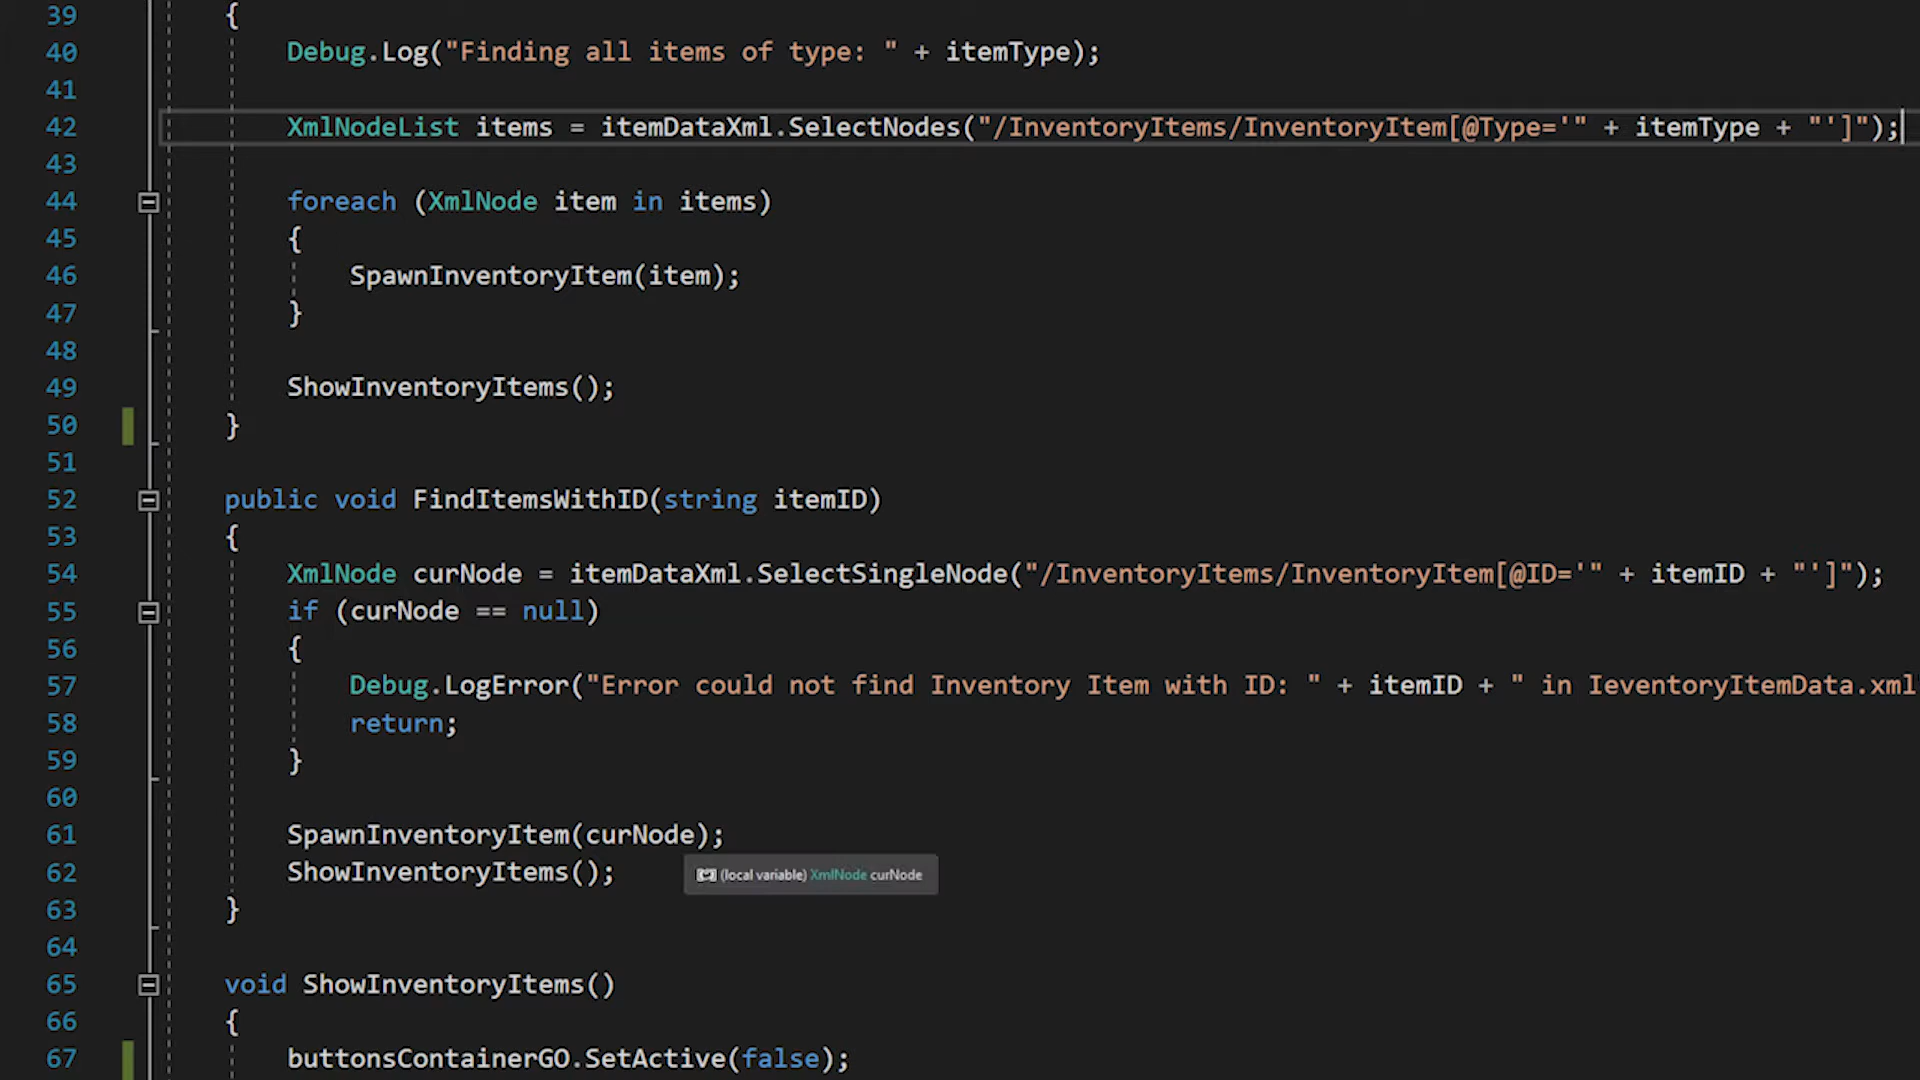 39 {
40 Debug.Log("Finding all items of type: " + itemType);
41
42 XmlNodeList items = itemDataXml.SelectNodes("/InventoryItems/InventoryItem[@Type='" + itemType + "']");
43
44 foreach (XmlNode item in items)
45 {
46 SpawnInventoryItem(item);
47 }
48
49 ShowInventoryItems();
50 }
51
52 public void FindItemsWithID(string itemID)
53 {
54 XmlNode curNode = itemDataXml.SelectSingleNode("/InventoryItems/InventoryItem[@ID='" + itemID + "']");
55 if (curNode == null)
56 {
57 Debug.LogError("Error could not find Inventory Item with ID: " + itemID + " in IeventoryItemData.xml
58 return;
59 }
60
61 SpawnInventoryItem(curNode);
62 ShowInventoryItems();
(local variable) XmlNode curNode
63 }
64
65 void ShowInventoryItems()
66 {
67 buttonsContainerGO.SetActive(false);